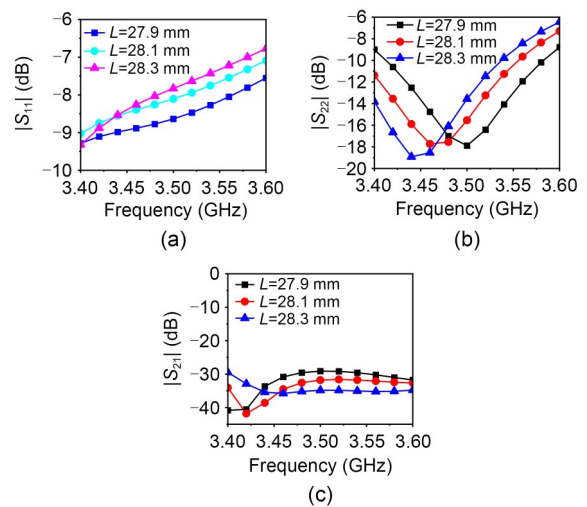 L=27.9 mm
L=28.1 mm
L=28.3 mm
|S11| (dB)
-6
-7
-8
-9
-10
3.40 3.45 3.50 3.55 3.60
Frequency (GHz)
(a)
L=27.9 mm
L=28.1 mm
L=28.3 mm
|S22| (dB)
-6
-8
-10
-12
-14
-16
-18
-20
3.40 3.45 3.50 3.55 3.60
Frequency (GHz)
(b)
L=27.9 mm
L=28.1 mm
L=28.3 mm
|S21| (dB)
21
0
-10
-20
-30
-40
3.40 3.45 3.50 3.55 3.60
Frequency (GHz)
(c)